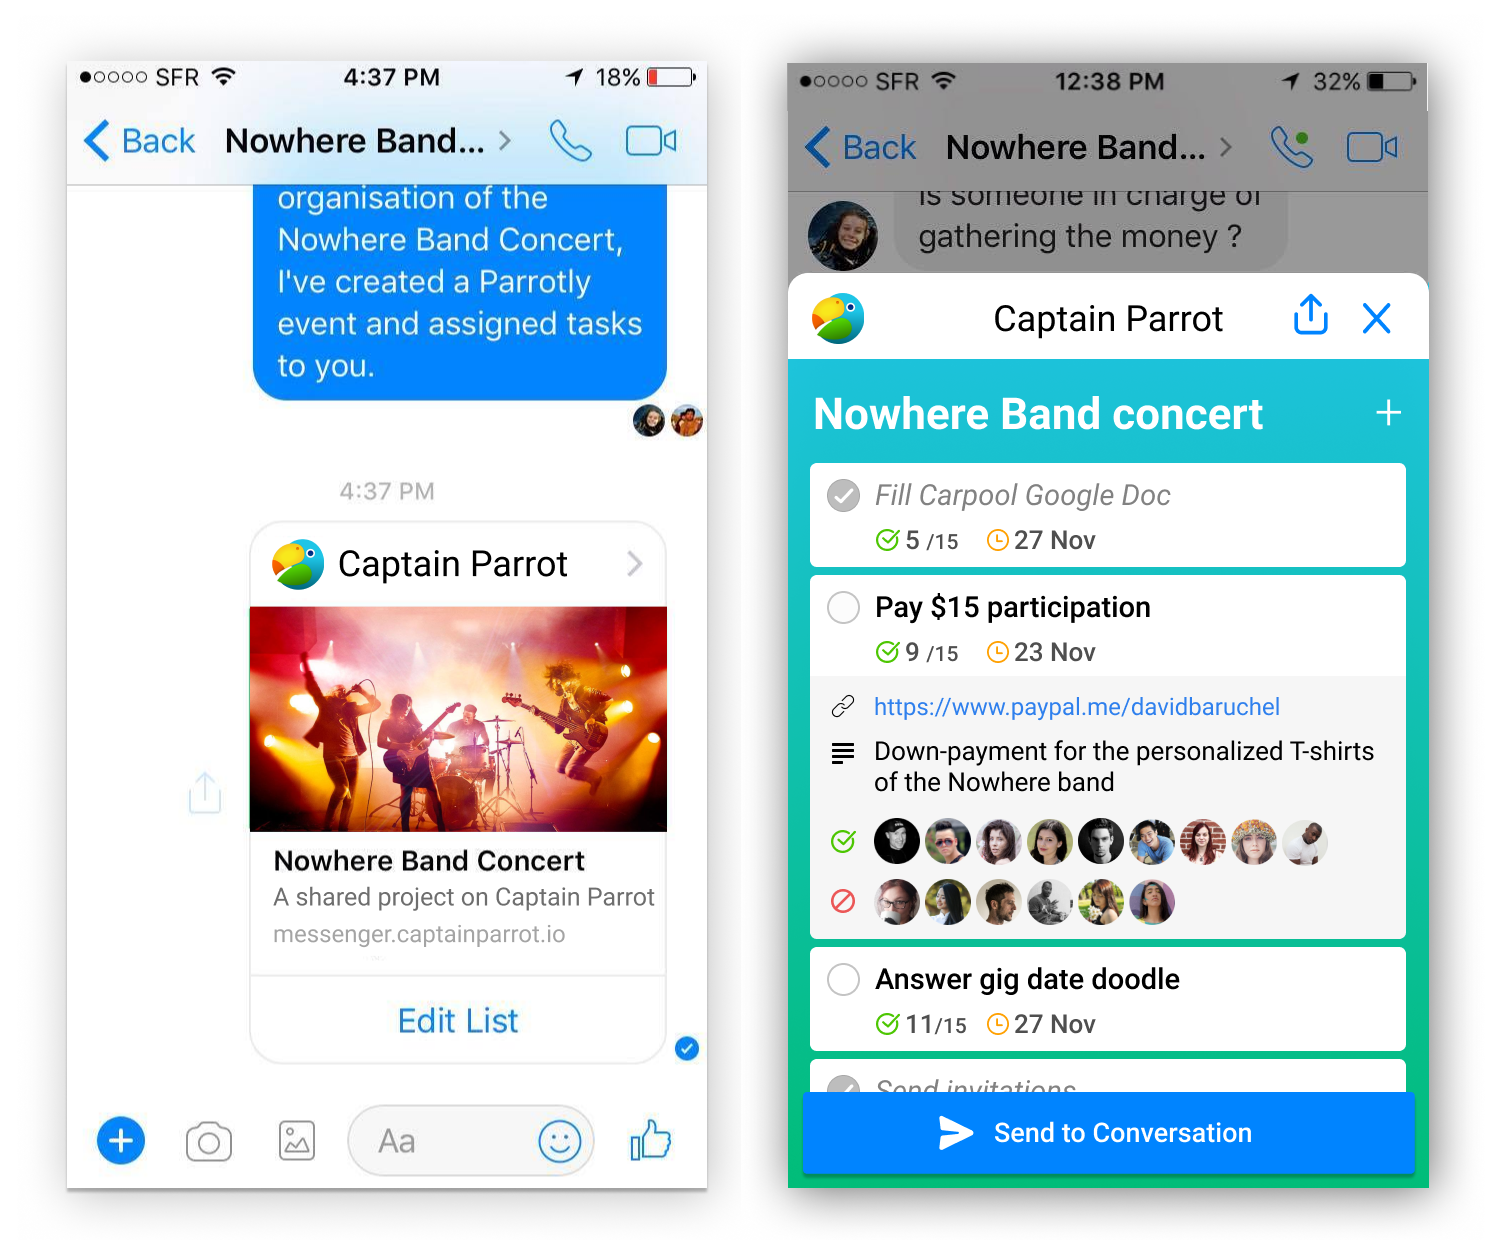 SFR 4:37 PM 18%
Back Nowhere Band...
organisation of the
Nowhere Band Concert,
I've created a Parrotly
event and assigned tasks
to you.
4:37 PM
Captain Parrot
Nowhere Band Concert
A shared project on Captain Parrot
messenger.captainparrot.io
Edit List
Aa
SFR 12:38 PM 32%
Back Nowhere Band...
is someone in charge of
gathering the money ?
Captain Parrot
Nowhere Band concert
Fill Carpool Google Doc
5 /15 27 Nov
Pay $15 participation
9 /15 23 Nov
https://www.paypal.me/davidbaruchel
Down-payment for the personalized T-shirts
of the Nowhere band
Answer gig date doodle
11/15 27 Nov
Send invitations
Send to Conversation